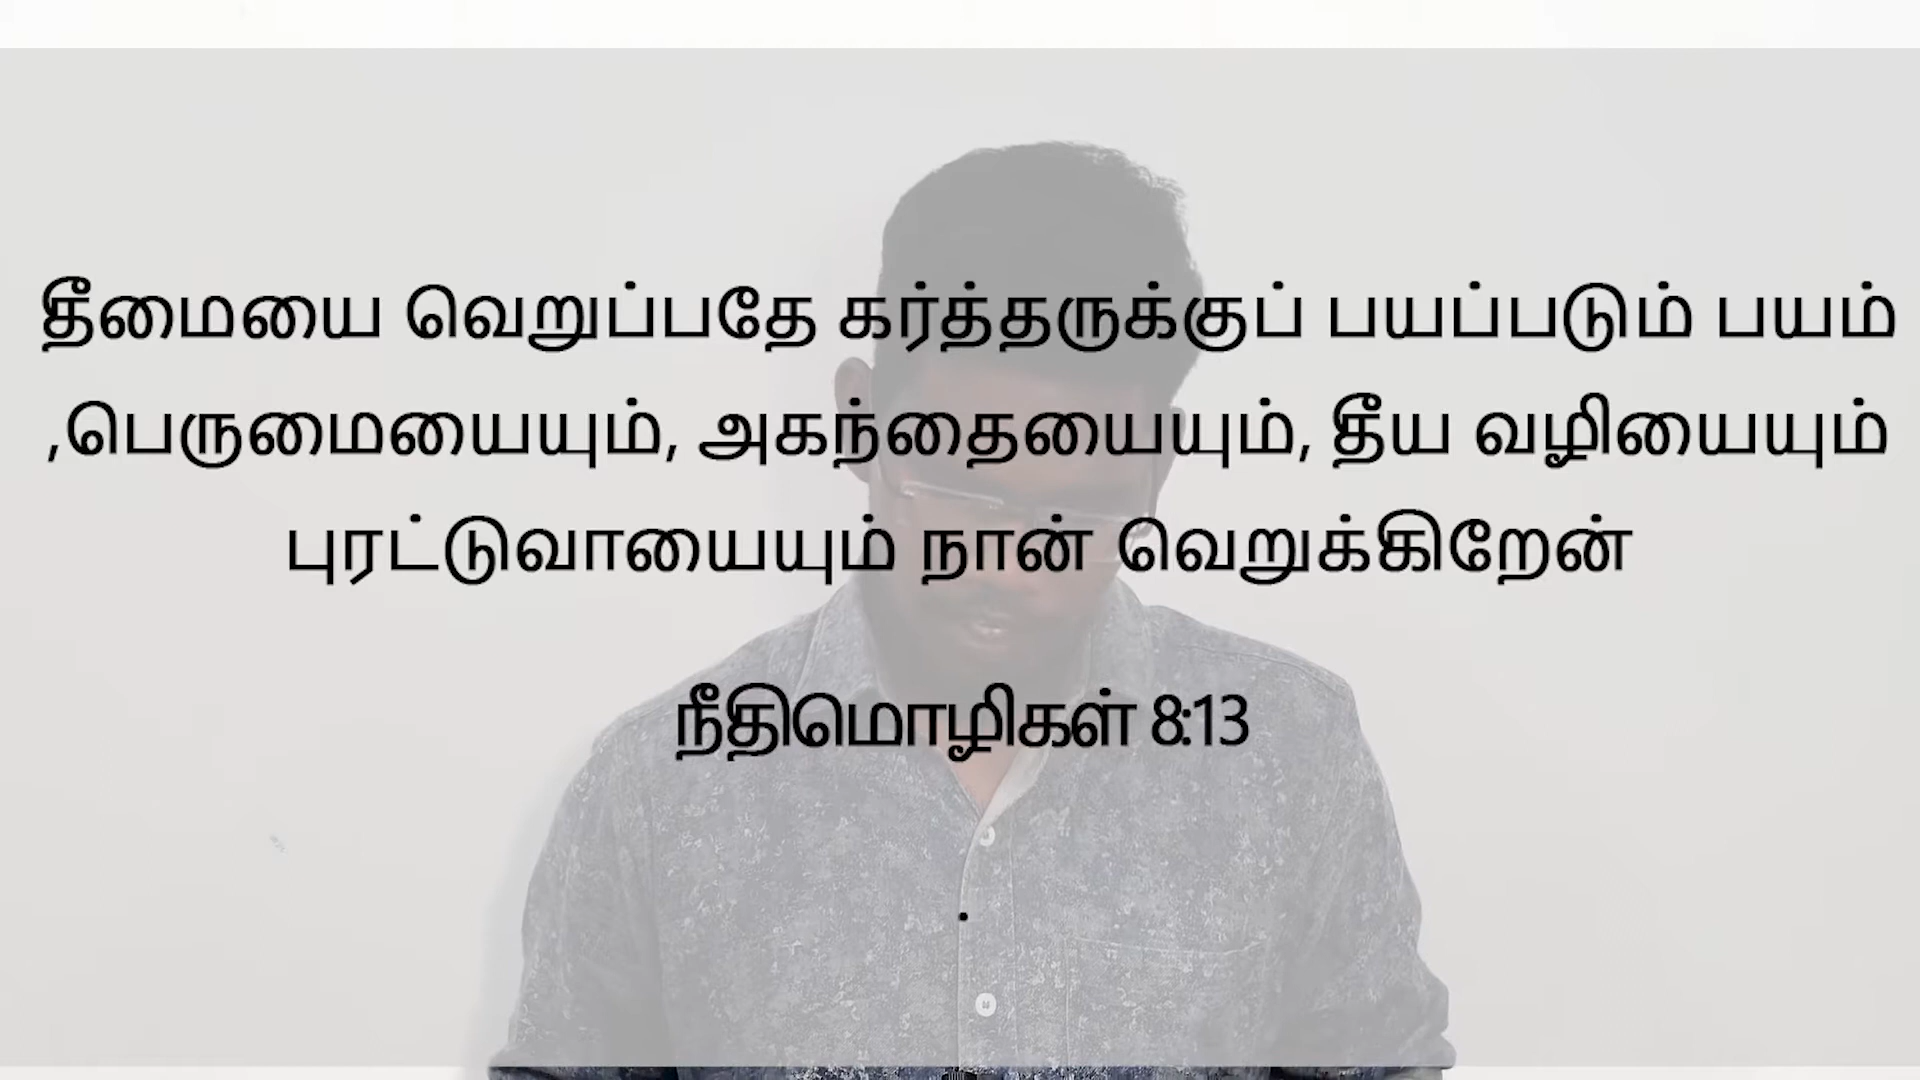 தீமையை வெறுப்பதே கர்த்தருக்குப் பயப்படும் பயம்
,பெருமையையும், அகந்தையையும், தீய வழியையும்
புரட்டுவாயையும் நான் வெறுக்கிறேன்
நீதிமொழிகள் 8:13
.